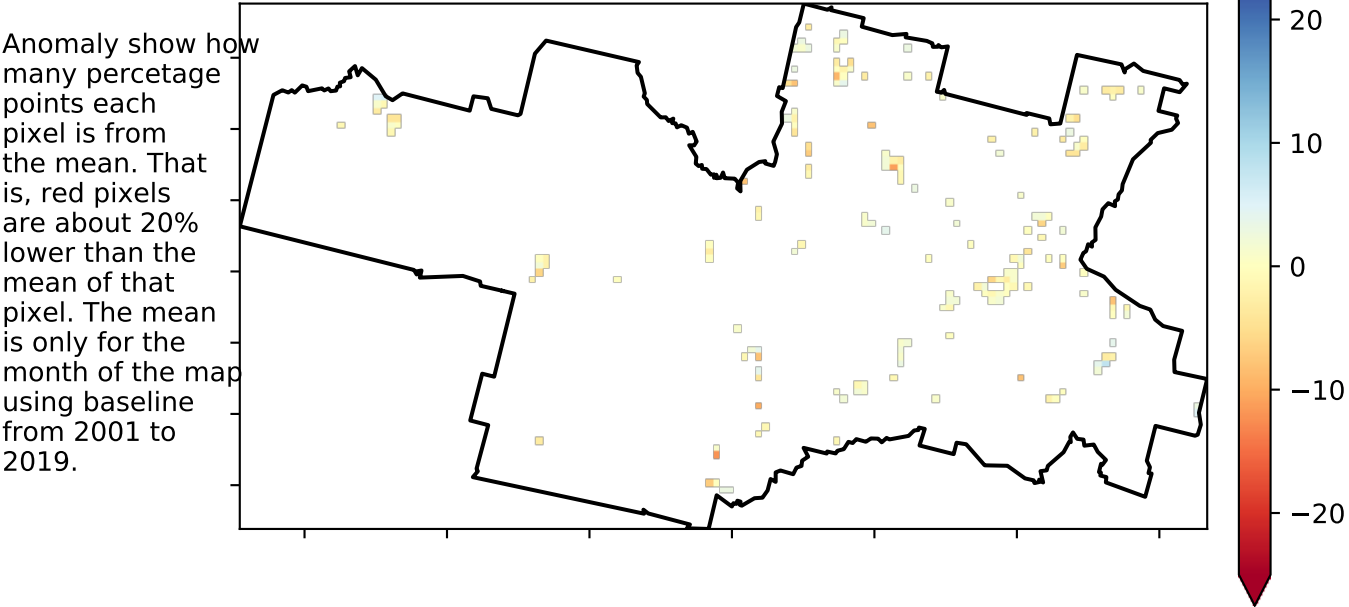 Anomaly show how
many percetage
points each
pixel is from
the mean. That
is, red pixels
are about 20%
lower than the
mean of that
pixel. The mean
is only for the
month of the map
using baseline
from 2001 to
2019.
20
10
0
−10
−20